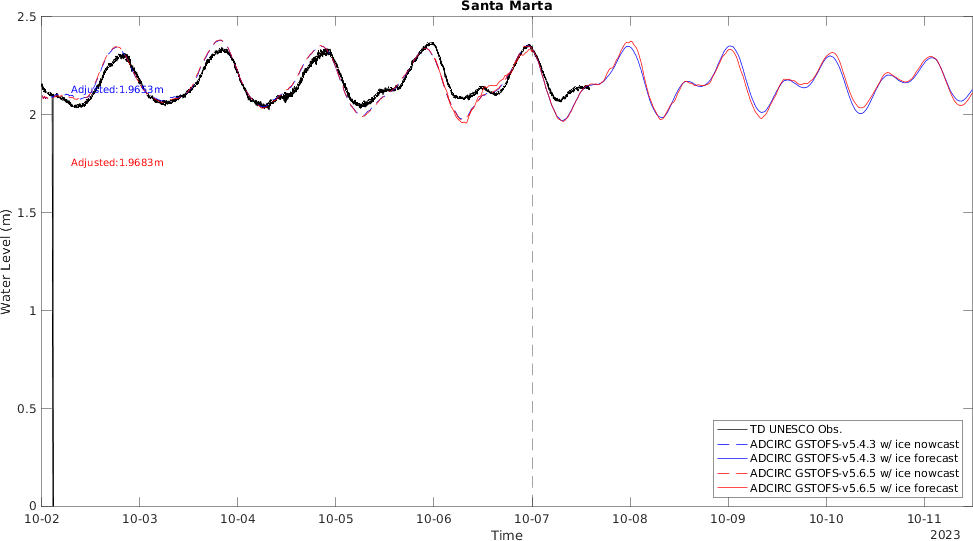 Santa Marta
2.5
2
1.5
1
0.5
0
Water Level (m)
Adjusted:1.9653m
Adjusted:1.9683m
TD UNESCO Obs.
ADCIRC GSTOFS-v5.4.3 w/ ice nowcast
ADCIRC GSTOFS-v5.4.3 w/ ice forecast
ADCIRC GSTOFS-v5.6.5 w/ ice nowcast
ADCIRC GSTOFS-v5.6.5 w/ ice forecast
10-02 10-03 10-04 10-05 10-06 10-07 10-08 10-09 10-10 10-11
Time
2023